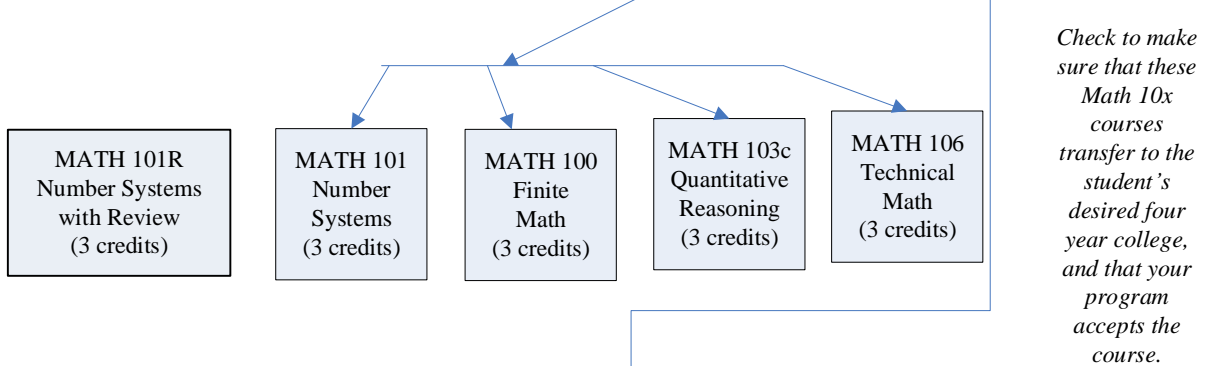 MATH 101R
Number Systems
with Review
(3 credits)
MATH 101
Number
Systems
(3 credits)
MATH 100
Finite
Math
(3 credits)
MATH 103c
Quantitative
Reasoning
(3 credits)
MATH 106
Technical
Math
(3 credits)
Check to make
sure that these
Math 10x
courses
transfer to the
student’s
desired four
year college,
and that your
program
accepts the
course.